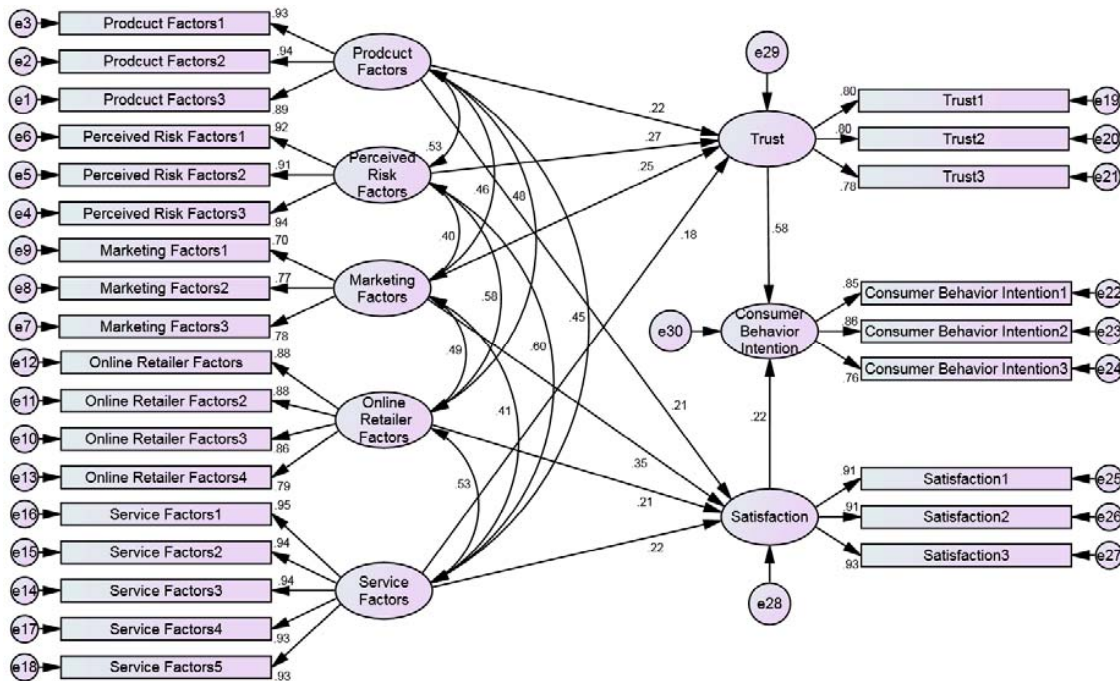 e3
Prodcuct Factors1
.93
e2
Prodcuct Factors2
.94
e1
Prodcuct Factors3
.89
e6
Perceived Risk Factors1
.92
e5
Perceived Risk Factors2
.91
e4
Perceived Risk Factors3
.94
e9
Marketing Factors1
.70
e8
Marketing Factors2
.77
e7
Marketing Factors3
.78
e12
Online Retailer Factors
.88
e11
Online Retailer Factors2
.88
e10
Online Retailer Factors3
.86
e13
Online Retailer Factors4
.79
e16
Service Factors1
.95
e15
Service Factors2
.94
e14
Service Factors3
.94
e17
Service Factors4
.93
e18
Service Factors5
.93
Prodcuct
Factors
Perceived
Risk
Factors
Marketing
Factors
Online
Retailer
Factors
Service
Factors
.53
.46
.48
.40
.58
.45
.49
.60
.41
.53
.22
.27
.25
.18
.21
.35
.21
.22
e29
Trust
.58
e30
Consumer
Behavior
Intention
.22
Satisfaction
e28
.80
Trust1
e19
.80
Trust2
e20
.78
Trust3
e21
.85
Consumer Behavior Intention1
e22
.86
Consumer Behavior Intention2
e23
.76
Consumer Behavior Intention3
e24
.91
Satisfaction1
e25
.91
Satisfaction2
e26
.93
Satisfaction3
e27